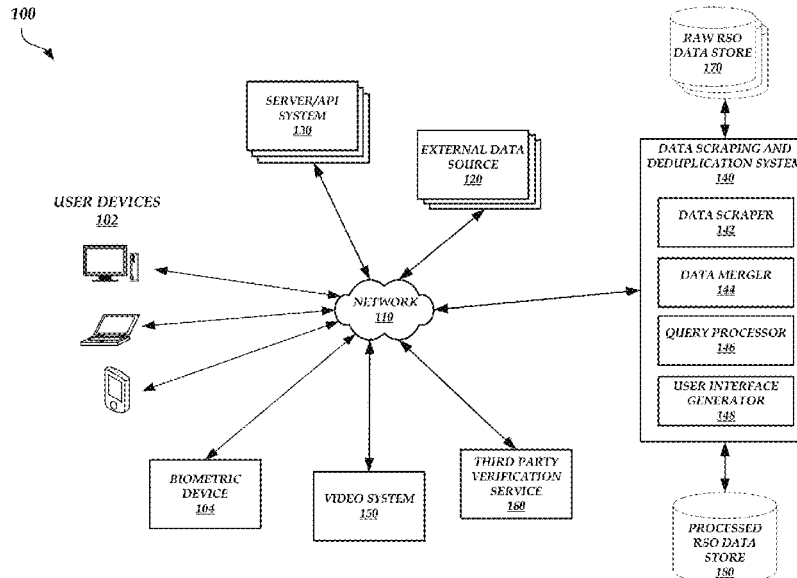 100
RAW RSO
DATA STORE
170
SERVER/API
SYSTEM
130
EXTERNAL DATA
SOURCE
120
DATA SCRAPING AND
DEDUPLICATION SYSTEM
140
USER DEVICES
102
DATA SCRAPER
142
DATA MERGER
144
NETWORK
110
QUERY PROCESSOR
146
USER INTERFACE
GENERATOR
148
BIOMETRIC
DEVICE
104
VIDEO SYSTEM
150
THIRD PARTY
VERIFICATION
SERVICE
160
PROCESSED
RSO DATA
STORE
180